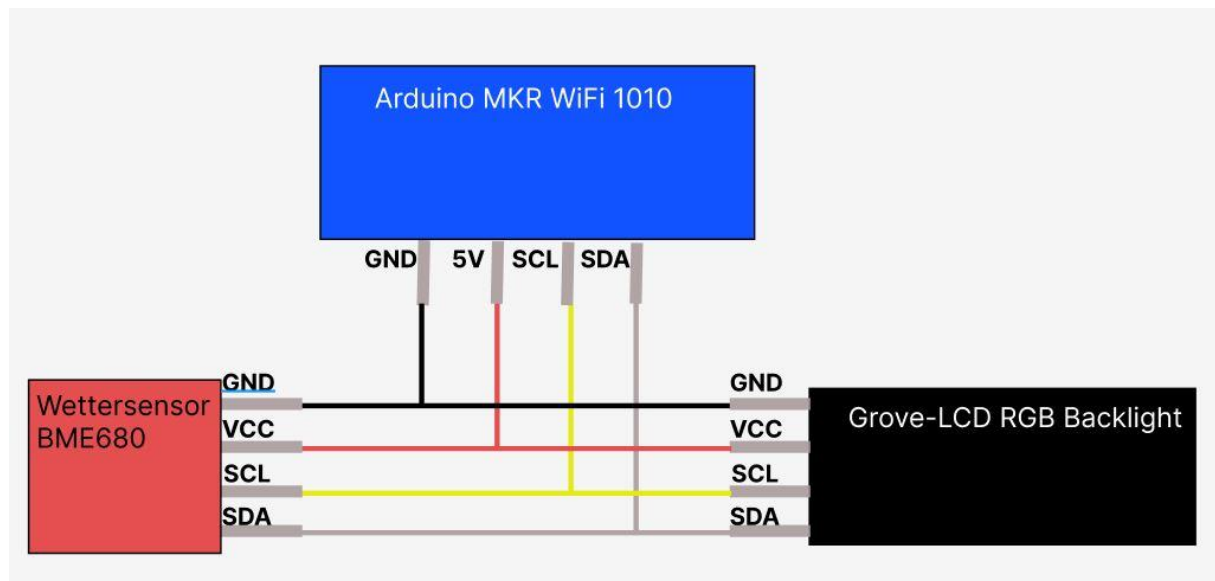 Arduino MKR WiFi 1010
GND 5V SCL SDA
Wettersensor
BME680
GND
VCC
SCL
SDA
GND
VCC
SCL
SDA
Grove-LCD RGB Backlight